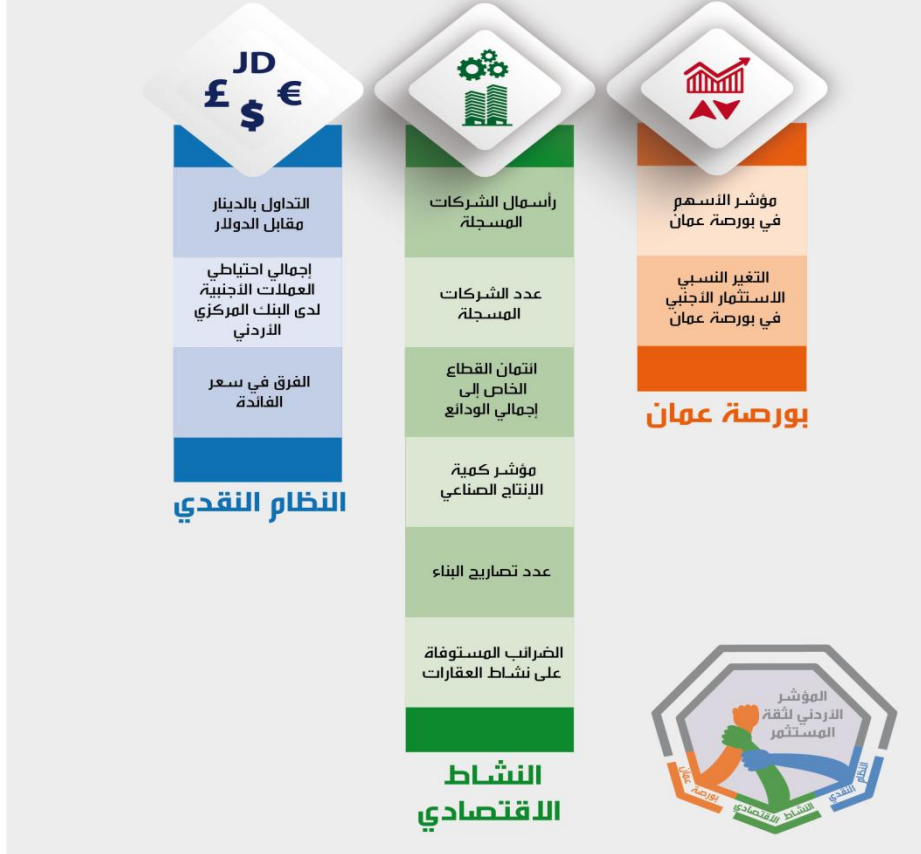 مؤشر الأسهم
في بورصة عمان
التغير النسبي
الاستثمار الأجنبي
في بورصة عمان
بورصة عمان
رأسمال الشركات
المسجلة
عدد الشركات
المسجلة
ائتمان القطاع
الخاص إلى
إجمالي الودائع
مؤشر كمية
الإنتاج الصناعي
عدد تصاريح البناء
الضرائب المستوفاة
على نشاط العقارات
النشاط
الاقتصادي
JD
£ $ €
التداول بالدينار
مقابل الدولار
إجمالي احتياطي
العملات الأجنبية
لدى البنك المركزي
الأردني
الفرق في سعر
الفائدة
النظام النقدي
المؤشر
الأردني لثقة
المستثمر
بورصة عمان
النشاط الاقتصادي
النظام النقدي